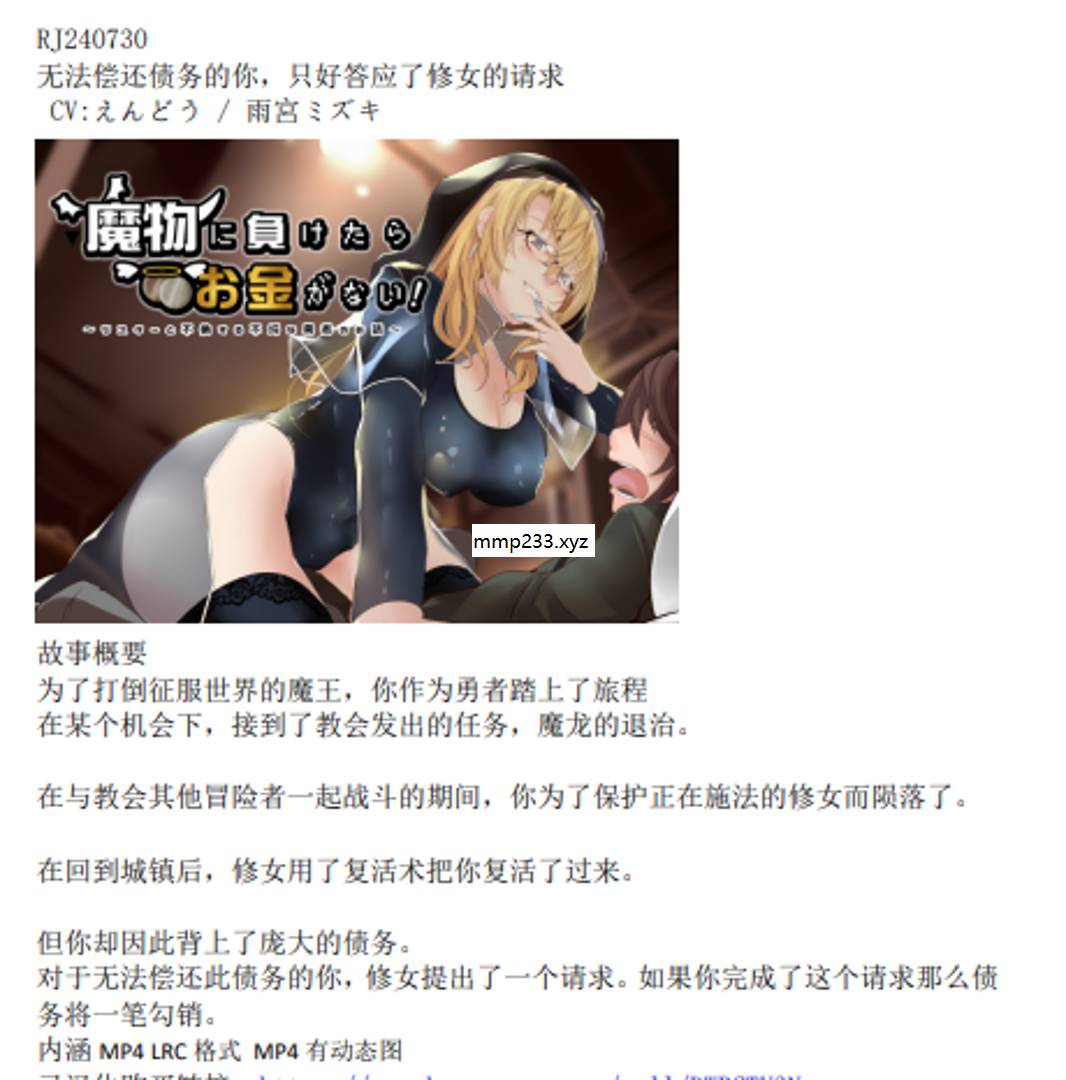 RJ240730
无法偿还债务的你，只好答应了修女的请求
CV:えんどう / 雨宮ミズキ
魔物に負けたら
お金がない!
mmp233.xyz
故事概要
为了打倒征服世界的魔王，你作为勇者踏上了旅程
在某个机会下，接到了教会发出的任务，魔龙的退治。
在与教会其他冒险者一起战斗的期间，你为了保护正在施法的修女而陨落了。
在回到城镇后，修女用了复活术把你复活了过来。
但你却因此背上了庞大的债务。
对于无法偿还此债务的你，修女提出了一个请求。如果你完成了这个请求那么债
务将一笔勾销。
内涵 MP4 LRC 格式 MP4 有动态图